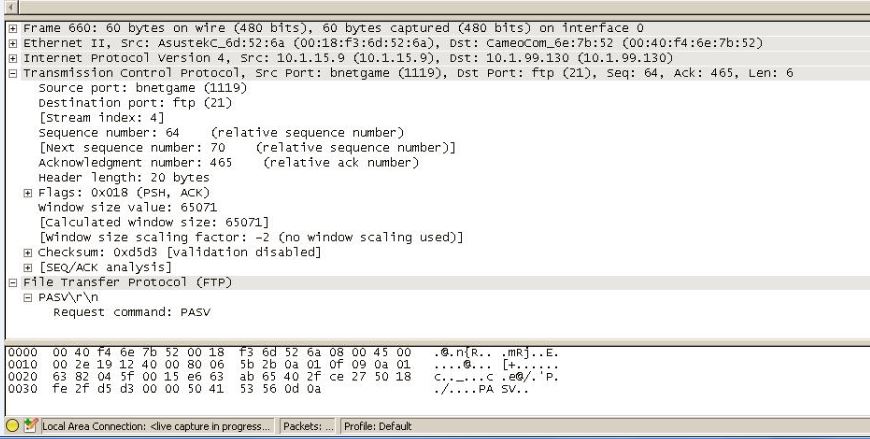 Frame 660: 60 bytes on wire (480 bits), 60 bytes captured (480 bits) on interface 0
Ethernet II, Src: AsustekC_6d:52:6a (00:18:f3:6d:52:6a), Dst: CameoCom_6e:7b:52 (00:40:f4:6e:7b:52)
Internet Protocol Version 4, Src: 10.1.15.9 (10.1.15.9), Dst: 10.1.99.130 (10.1.99.130)
Transmission Control Protocol, Src Port: bnetgame (1119), Dst Port: ftp (21), Seq: 64, Ack: 465, Len: 6
Source port: bnetgame (1119)
Destination port: ftp (21)
[Stream index: 4]
Sequence number: 64 (relative sequence number)
[Next sequence number: 70 (relative sequence number)]
Acknowledgment number: 465 (relative ack number)
Header length: 20 bytes
Flags: 0x018 (PSH, ACK)
Window size value: 65071
[Calculated window size: 65071]
[Window size scaling factor: -2 (no window scaling used)]
Checksum: 0xd5d3 [validation disabled]
[SEQ/ACK analysis]
File Transfer Protocol (FTP)
PASV\r\n
Request command: PASV
0000 00 40 f4 6e 7b 52 00 18 f3 6d 52 6a 08 00 45 00 .@.n{R.. .mRj..E.
0010 00 2e 19 12 40 00 80 06 5b 2b 0a 01 0f 09 0a 01 ....@... [+......
0020 63 82 04 5f 00 15 e6 63 ab 65 40 2f ce 27 50 18 c.._...c .e@/.'P.
0030 fe 2f d5 d3 00 00 50 41 53 56 0d 0a ./....PA SV..
Local Area Connection: <live capture in progress... Packets: ... Profile: Default